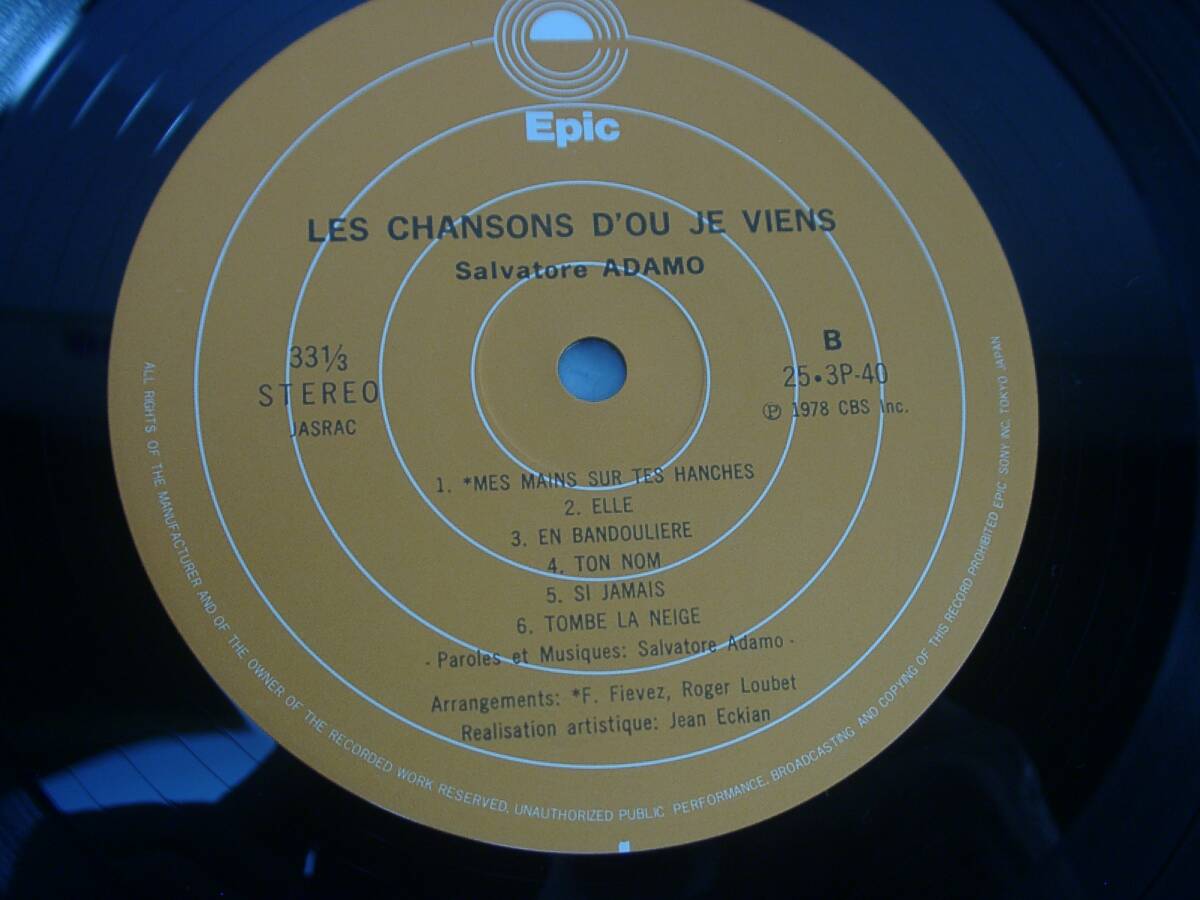 Epic
LES CHANSONS D'OU JE VIENS
Salvatore ADAMO
33⅓
STEREO
JASRAC
B
25•3P-40
Ⓟ 1978 CBS Inc.
1. *MES MAINS SUR TES HANCHES
2. ELLE
3. EN BANDOULIERE
4. TON NOM
5. SI JAMAIS
6. TOMBE LA NEIGE
- Paroles et Musiques: Salvatore Adamo -
Arrangements: *F. Fievez, Roger Loubet
Realisation artistique: Jean Eckian
ALL RIGHTS OF THE MANUFACTURER AND OF THE OWNER OF THE RECORDED WORK RESERVED. UNAUTHORIZED PUBLIC PERFORMANCE, BROADCASTING AND COPYING OF THIS RECORD PROHIBITED EPIC SONY INC. TOKYO JAPAN